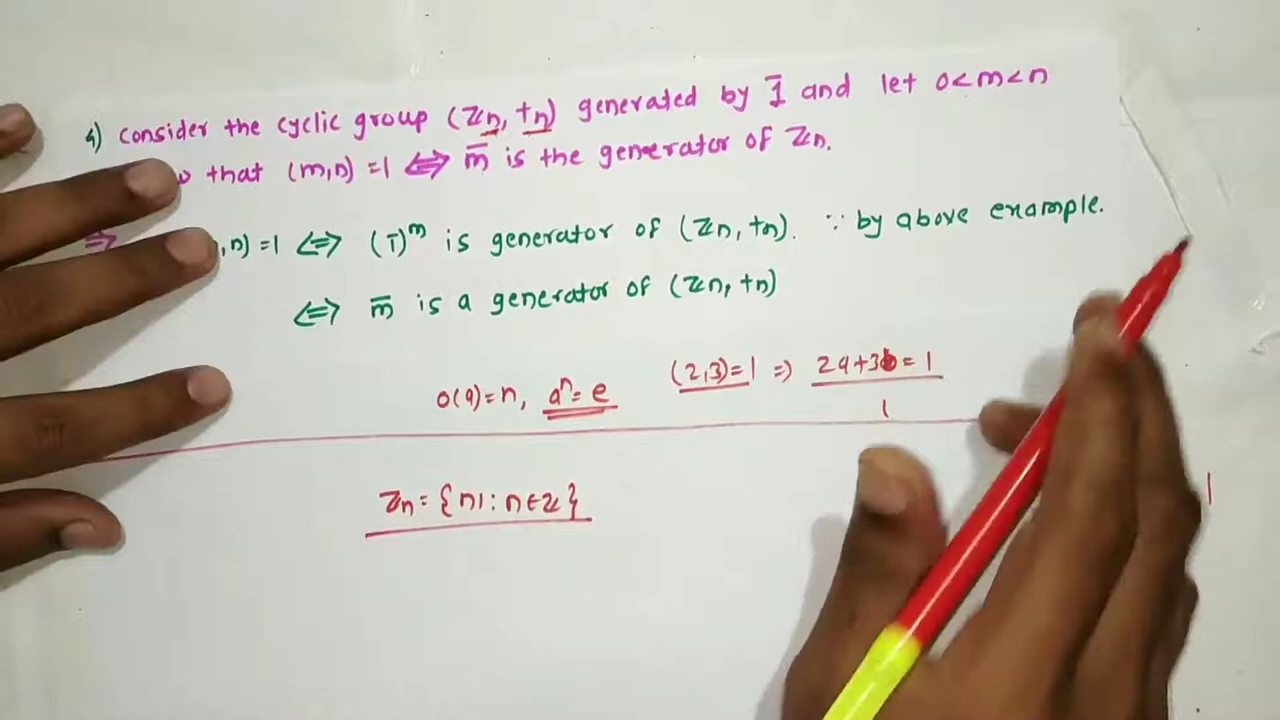 4) Consider the cyclic group (Zn, +n) generated by 1̄ and let 0<m<n
that (m,n) =1 ⇔ m̄ is the generator of Zn.
⇒ ,n) =1 ⇔ (1̄)^m is generator of (Zn, +n). ∵ by above example.
⇔ m̄ is a generator of (Zn, +n)
o(a)=n, a^n = e (2,3)=1 ⇒ 2a+3b=1
1
Zn = {n1 : n∈Z}